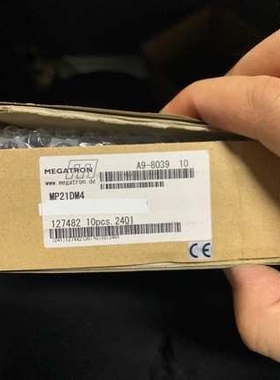 MEGATRON
A9-8039 10
www.megatron.de
MP21DM4
127482 10pcs.2401
CE